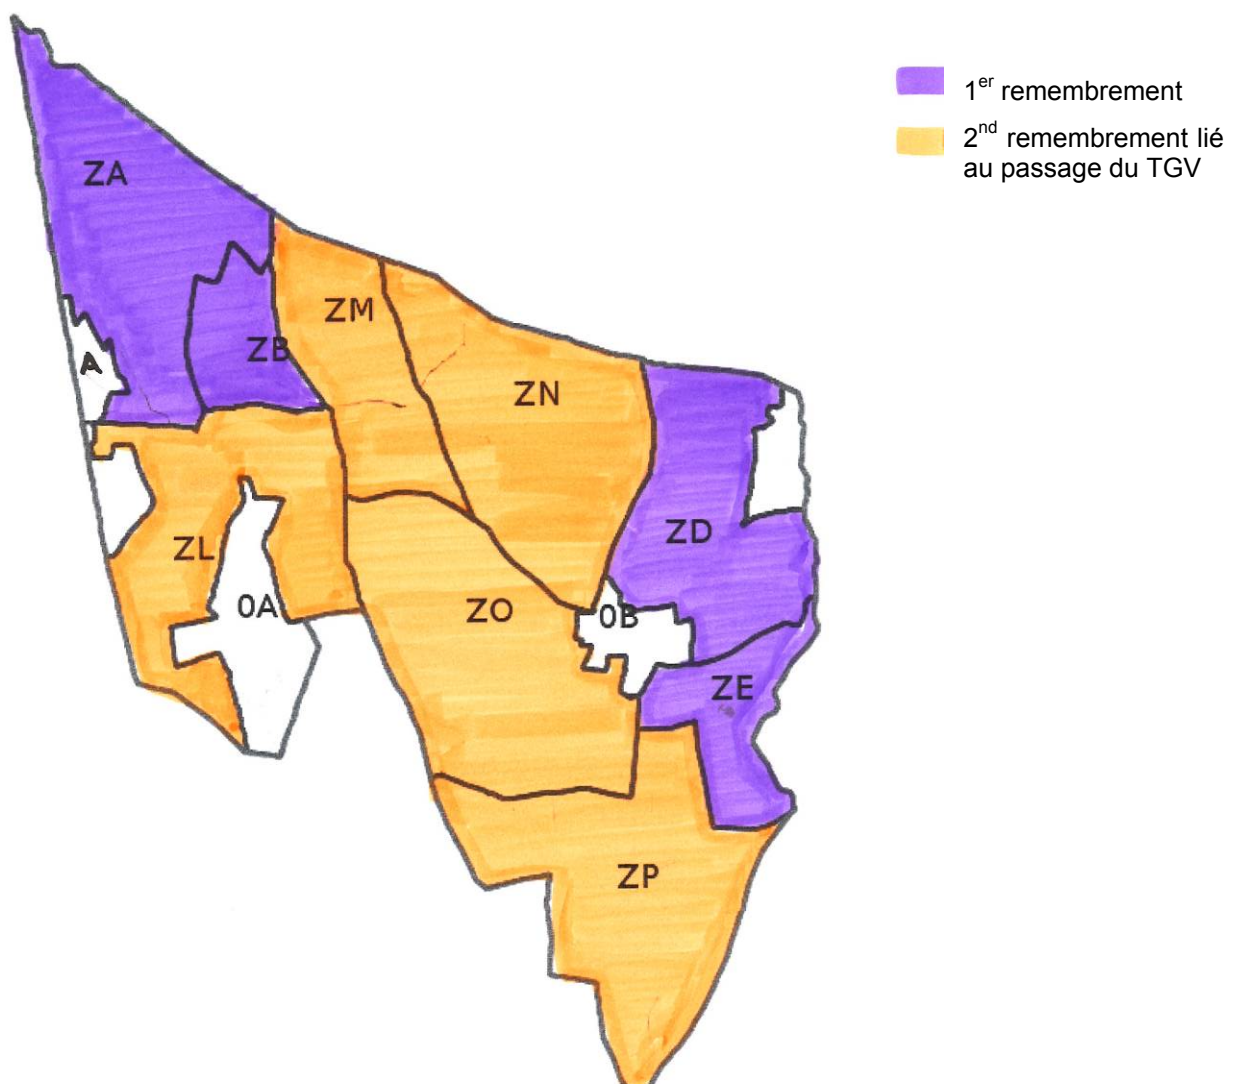 1er remembrement
2nd remembrement lié
au passage du TGV
ZA
ZM
ZB
A
ZN
ZD
ZL
0A
ZO
0B
ZE
ZP